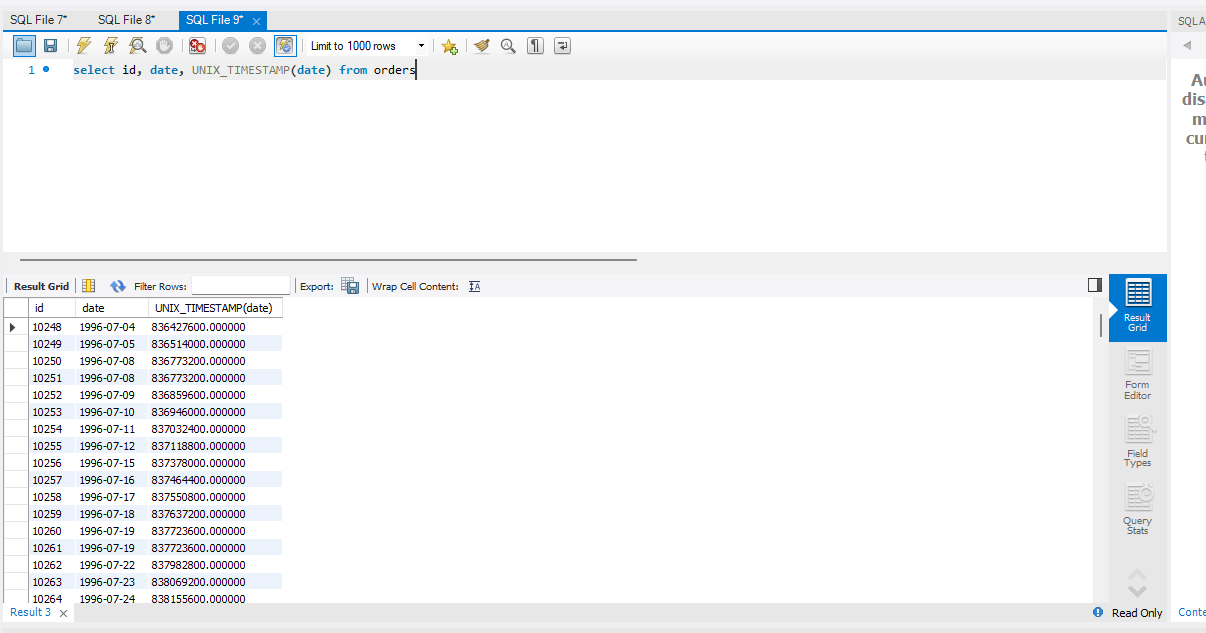 SQL File 7* SQL File 8* SQL File 9* SQLA
Limit to 1000 rows
1 select id, date, UNIX_TIMESTAMP(date) from orders
Result Grid Filter Rows: Export: Wrap Cell Content:
id date UNIX_TIMESTAMP(date)
10248 1996-07-04 836427600.000000
10249 1996-07-05 836514000.000000
10250 1996-07-08 836773200.000000
10251 1996-07-08 836773200.000000
10252 1996-07-09 836859600.000000
10253 1996-07-10 836946000.000000
10254 1996-07-11 837032400.000000
10255 1996-07-12 837118800.000000
10256 1996-07-15 837378000.000000
10257 1996-07-16 837464400.000000
10258 1996-07-17 837550800.000000
10259 1996-07-18 837637200.000000
10260 1996-07-19 837723600.000000
10261 1996-07-19 837723600.000000
10262 1996-07-22 837982800.000000
10263 1996-07-23 838069200.000000
10264 1996-07-24 838155600.000000
Result
Grid
Form
Editor
Field
Types
Query
Stats
Result 3
Read Only
Au
dis
m
cu
Conte